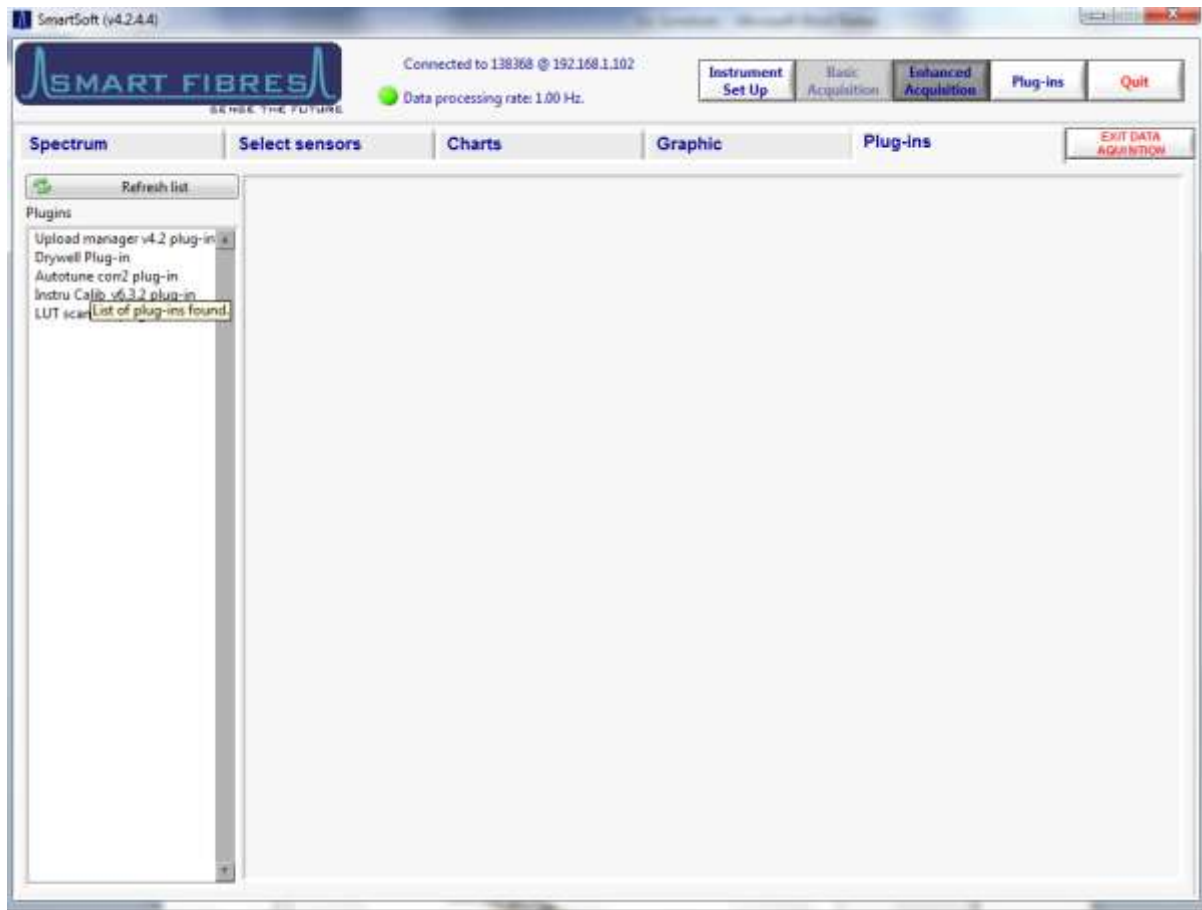 SmartSoft (v4.2.4.4)
SMART FIBRES
SENSE THE FUTURE
Connected to 138368 @ 192.168.1.102
Data processing rate: 1.00 Hz.
Instrument
Set Up
Basic
Acquisition
Enhanced
Acquisition
Plug-ins
Quit
Spectrum
Select sensors
Charts
Graphic
Plug-ins
EXIT DATA
AQUINTION
Refresh list
Plugins
Upload manager v4.2 plug-in
Drywell Plug-in
Autotune com2 plug-in
Instru Calib v6.3.2 plug-in
LUT scan
List of plug-ins found.